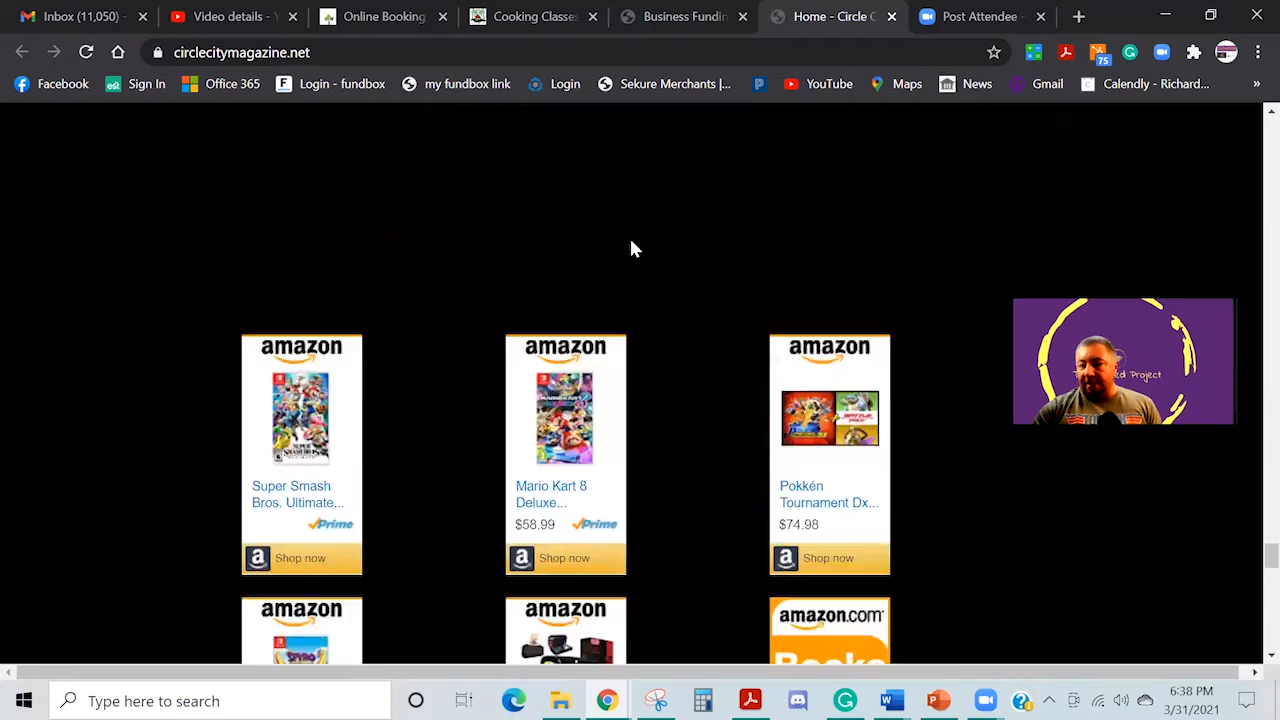 Inbox (11,050)
Video details - Y
Online Booking
Cooking Classes
Business Fundin
Home - Circle C
Post Attendee
circlecitymagazine.net
75
Facebook
est Sign In
Office 365
F Login - fundbox
my fundbox link
Login
Sekure Merchants |...
YouTube
Maps
News
Gmail
Calendly - Richard...
»
amazon
amazon
amazon
Super Smash
Bros. Ultimate...
Prime
Mario Kart 8
Deluxe...
$58.99 Prime
Pokkén
Tournament Dx...
$74.98
a Shop now
a Shop now
a Shop now
amazon
amazon
amazon.com
Books
Project
Type here to search
6:38 PM
3/31/2021